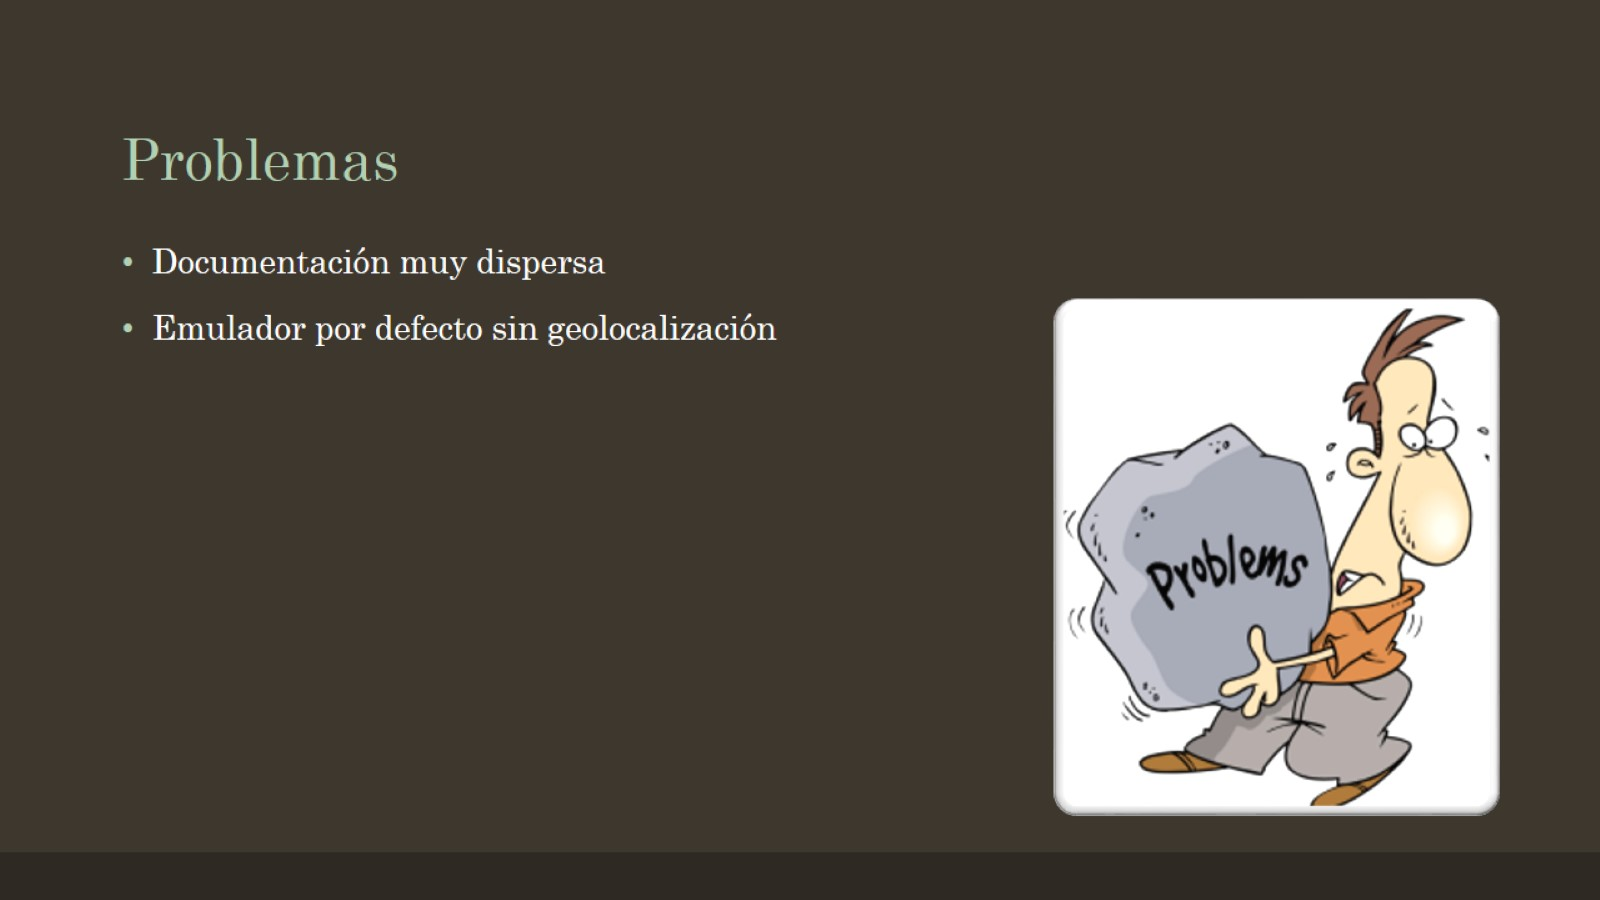 Problemas
• Documentación muy dispersa
• Emulador por defecto sin geolocalización
Problems